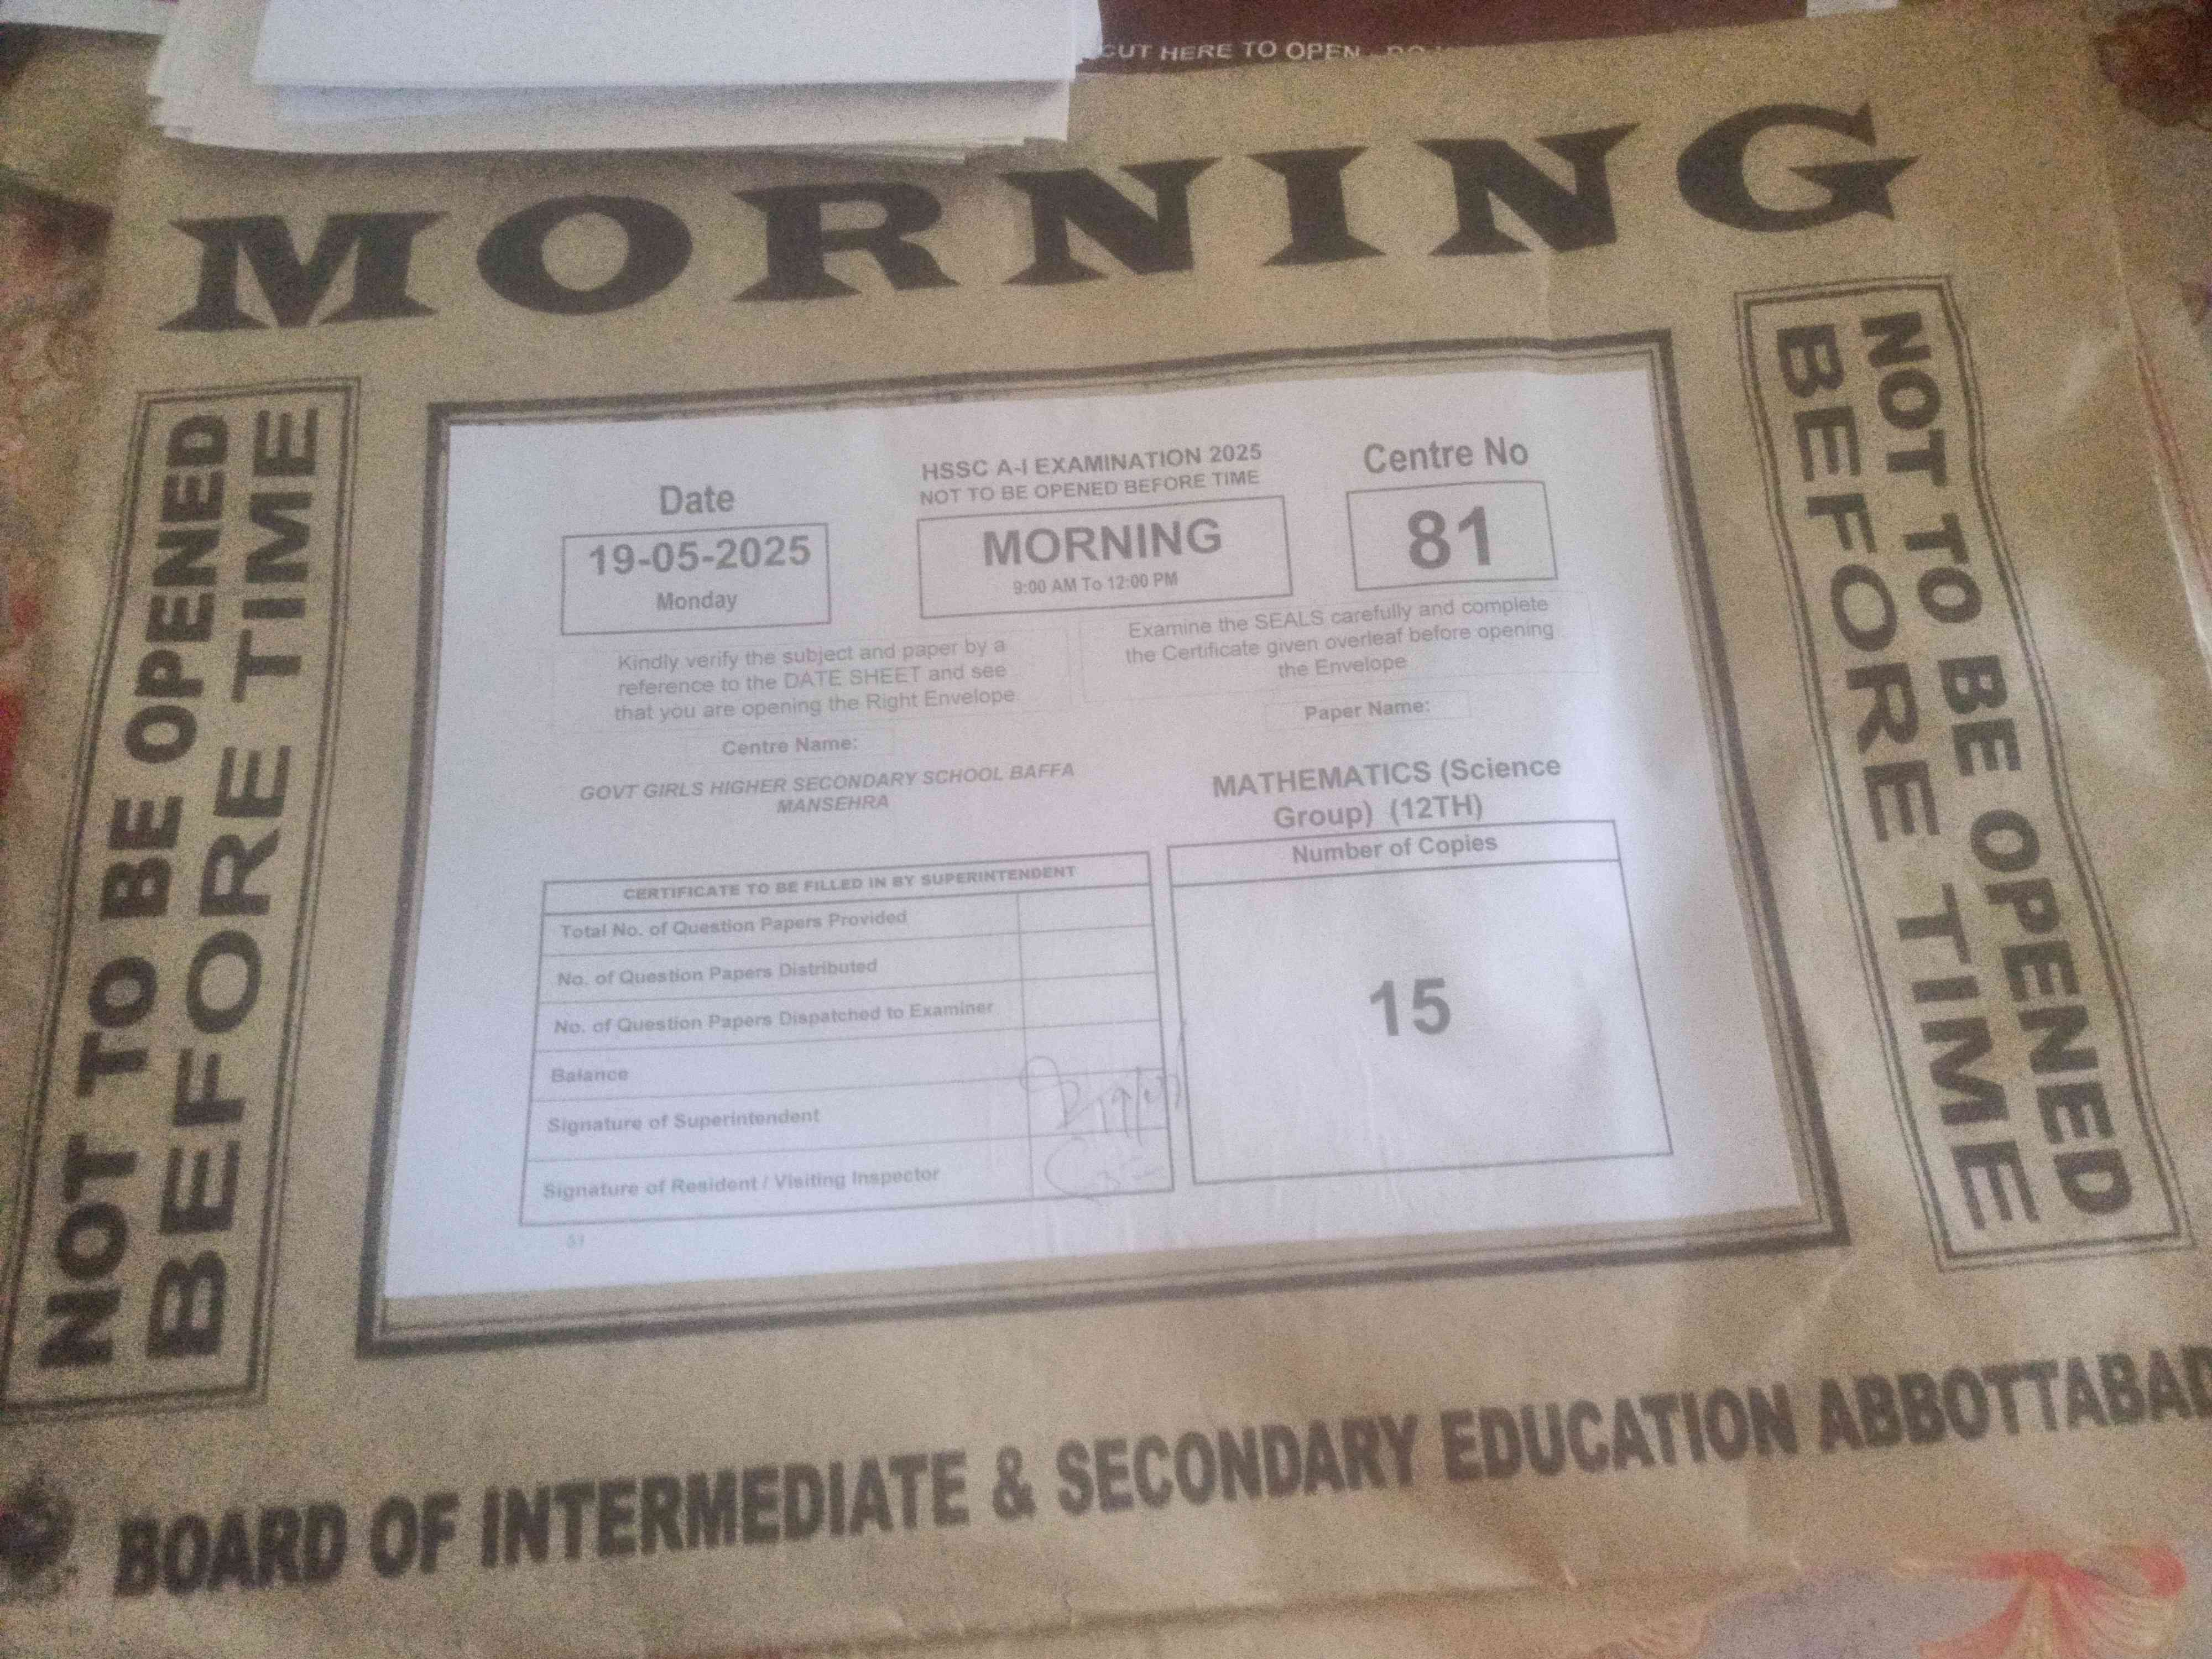 CUT HERE TO OPEN
MORNING
NOT TO BE OPENED
BEFORE TIME
HSSC A-I EXAMINATION 2025
NOT TO BE OPENED BEFORE TIME
Date
19-05-2025
Monday
MORNING
9:00 AM To 12:00 PM
Centre No
81
Kindly verify the subject and paper by a
reference to the DATE SHEET and see
that you are opening the Right Envelope
Examine the SEALS carefully and complete
the Certificate given overleaf before opening
the Envelope
Centre Name:
GOVT GIRLS HIGHER SECONDARY SCHOOL BAFFA
MANSEHRA
Paper Name:
MATHEMATICS (Science
Group) (12TH)
CERTIFICATE TO BE FILLED IN BY SUPERINTENDENT
Total No. of Question Papers Provided
No. of Question Papers Distributed
No. of Question Papers Dispatched to Examiner
Balance
Signature of Superintendent
Signature of Resident / Visiting Inspector
Number of Copies
15
NOT TO BE OPENED
BEFORE TIME
BOARD OF INTERMEDIATE & SECONDARY EDUCATION ABBOTTABAD